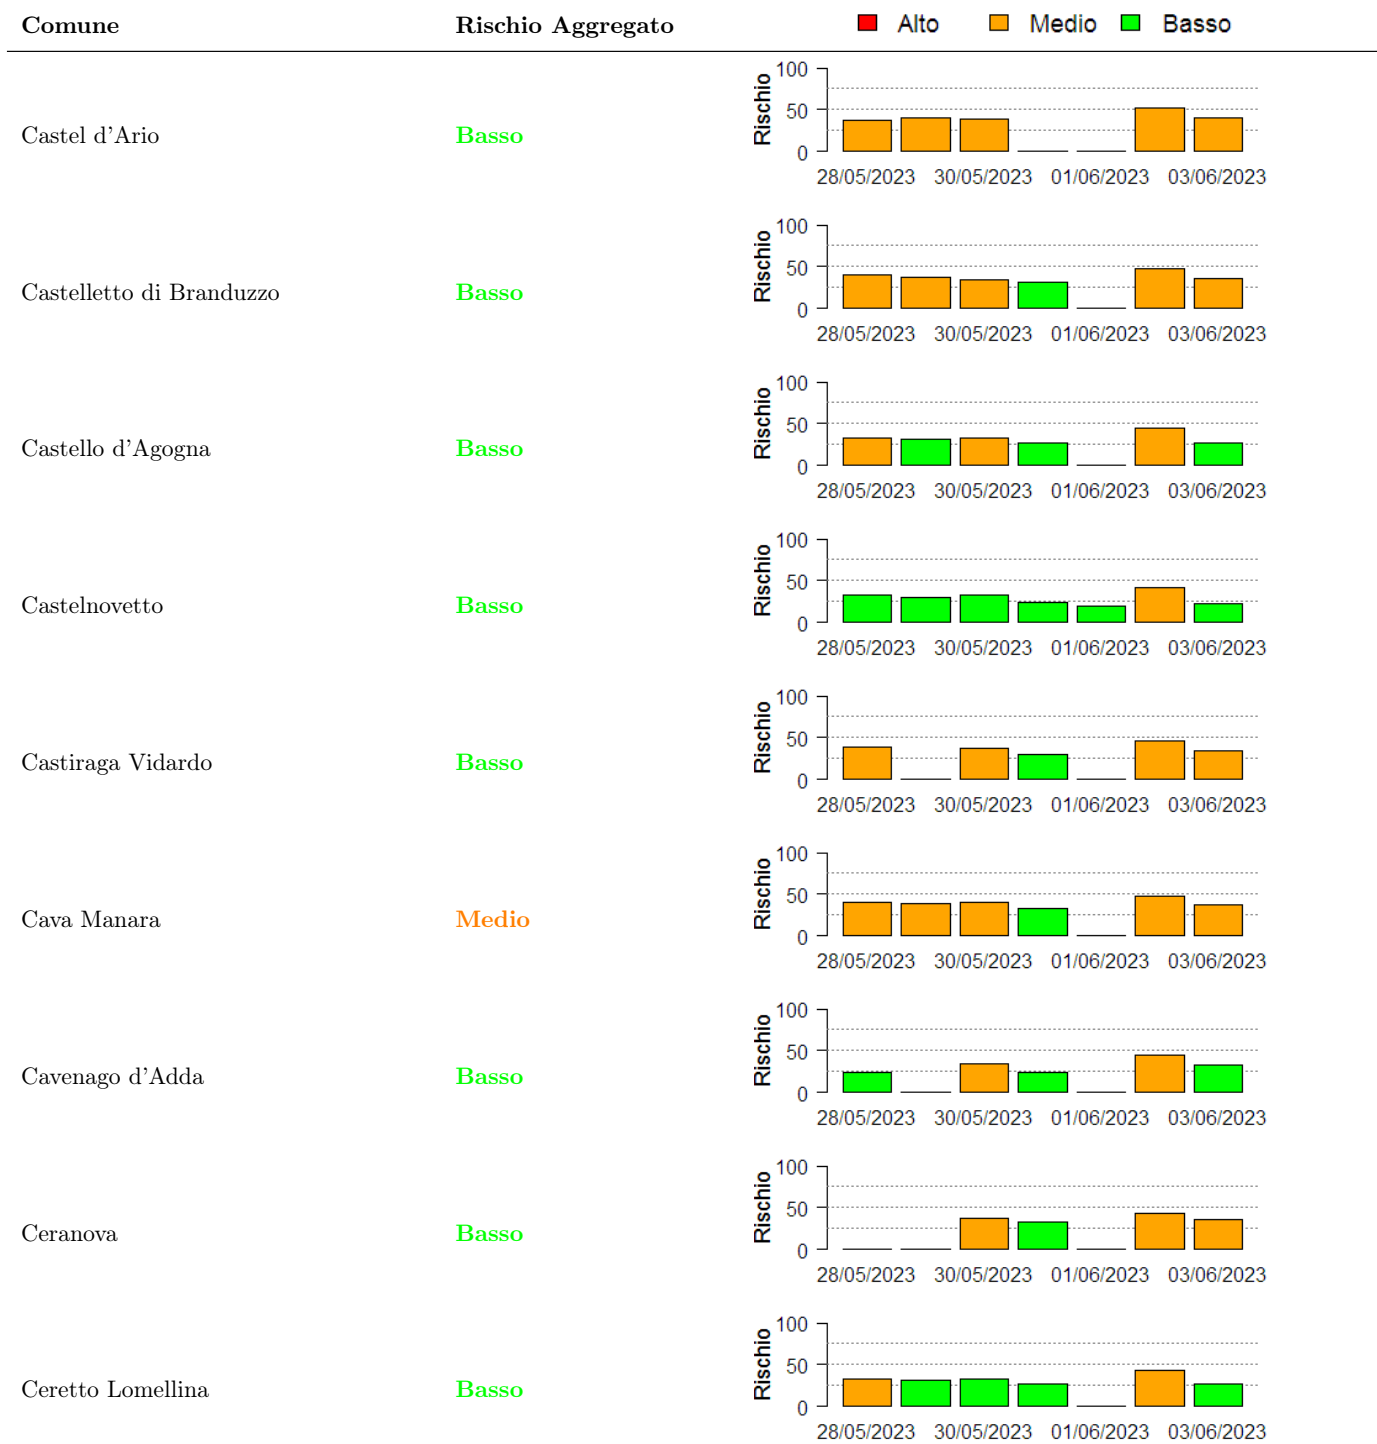 Comune Rischio Aggregato Alto Medio Basso
100
50
0
Rischio
Castel d'Ario Basso
28/05/2023 30/05/2023 01/06/2023 03/06/2023
100
50
0
Rischio
Castelletto di Branduzzo Basso
28/05/2023 30/05/2023 01/06/2023 03/06/2023
100
50
0
Rischio
Castello d'Agogna Basso
28/05/2023 30/05/2023 01/06/2023 03/06/2023
100
50
0
Rischio
Castelnovetto Basso
28/05/2023 30/05/2023 01/06/2023 03/06/2023
100
50
0
Rischio
Castiraga Vidardo Basso
28/05/2023 30/05/2023 01/06/2023 03/06/2023
100
50
0
Rischio
Cava Manara Medio
28/05/2023 30/05/2023 01/06/2023 03/06/2023
100
50
0
Rischio
Cavenago d'Adda Basso
28/05/2023 30/05/2023 01/06/2023 03/06/2023
100
50
0
Rischio
Ceranova Basso
28/05/2023 30/05/2023 01/06/2023 03/06/2023
100
50
0
Rischio
Ceretto Lomellina Basso
28/05/2023 30/05/2023 01/06/2023 03/06/2023